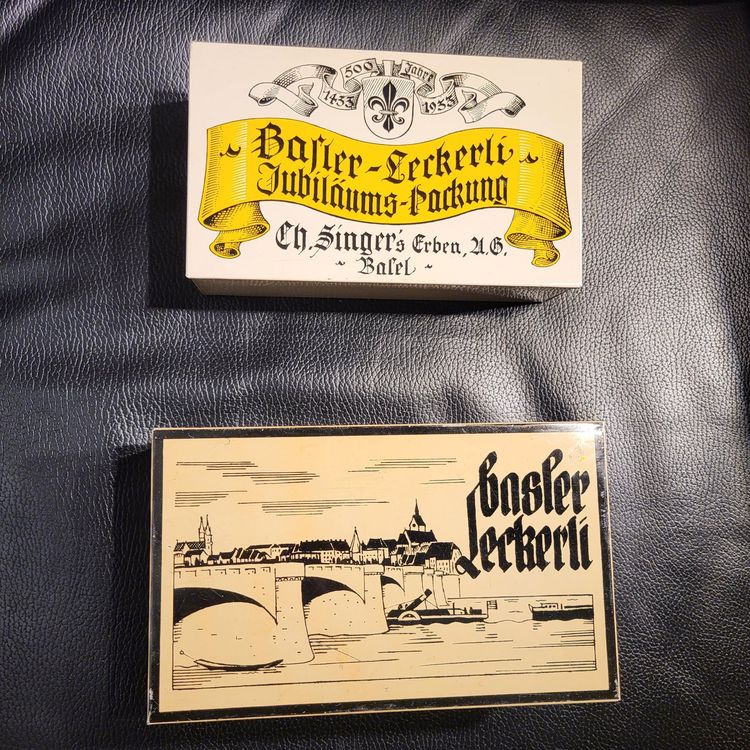 500 Jahre
1433 1933
Basler-Leckerli
Jubiläums-Packung
Ch. Singer's Erben, A.G.
Basel
basler
Leckerli